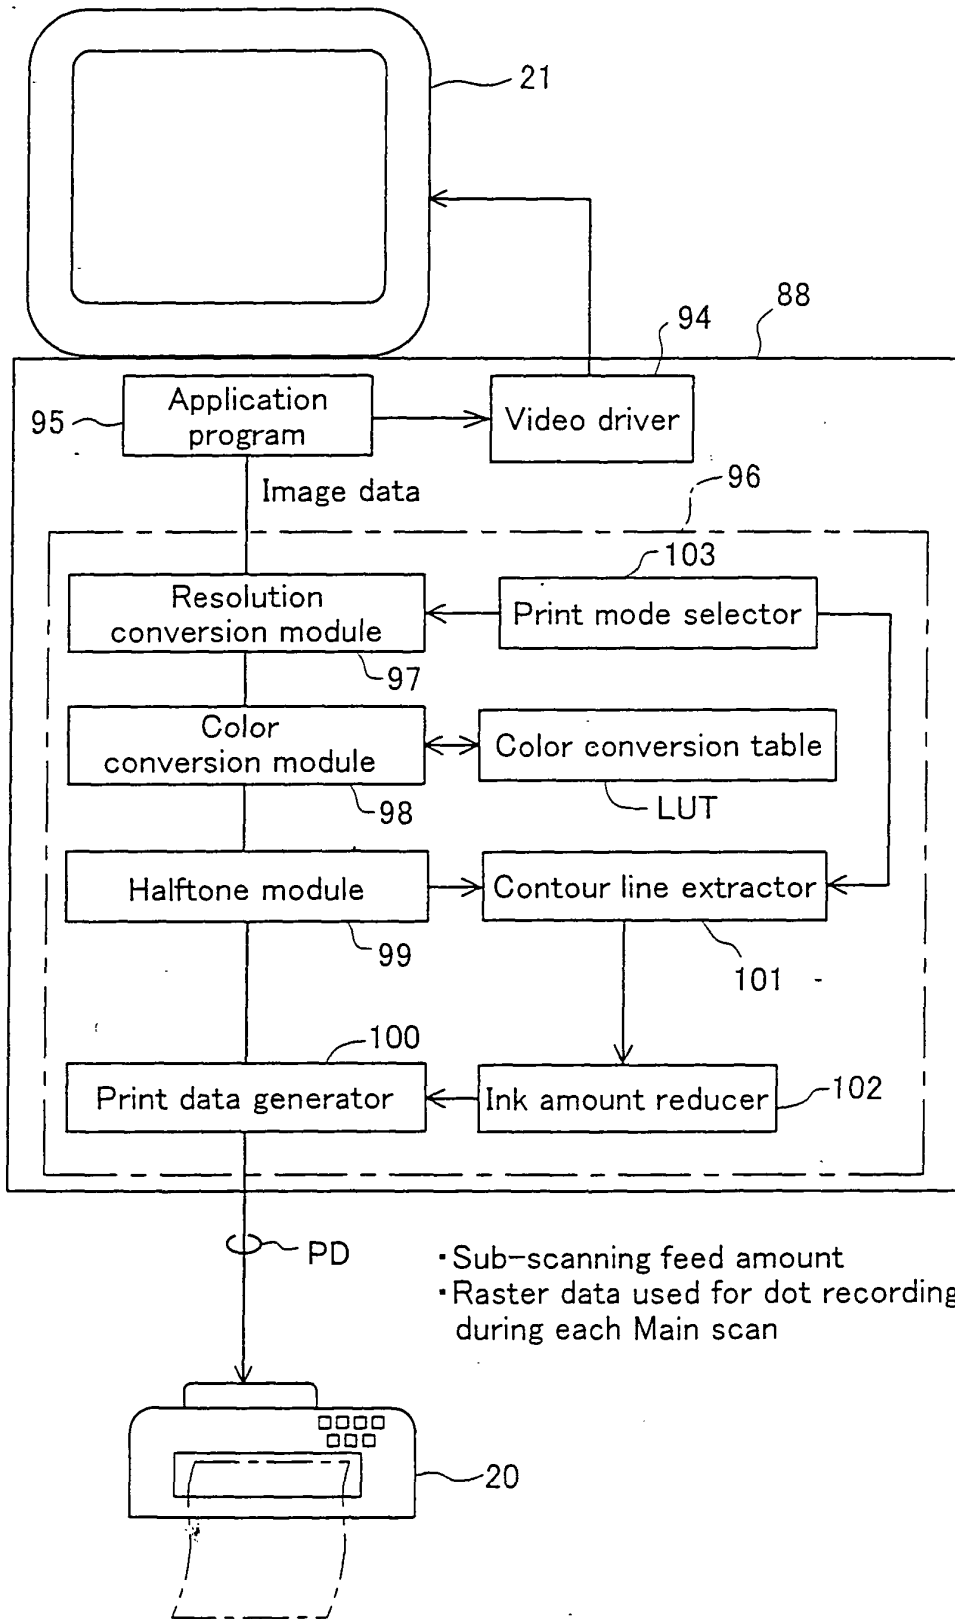 21
88
94
95
Application
program
Video driver
Image data
96
103
Resolution
conversion module
Print mode selector
97
Color
conversion module
Color conversion table
98
LUT
Halftone module
Contour line extractor
99
101
100
Print data generator
Ink amount reducer
102
PD
・Sub-scanning feed amount
・Raster data used for dot recording
during each Main scan
20